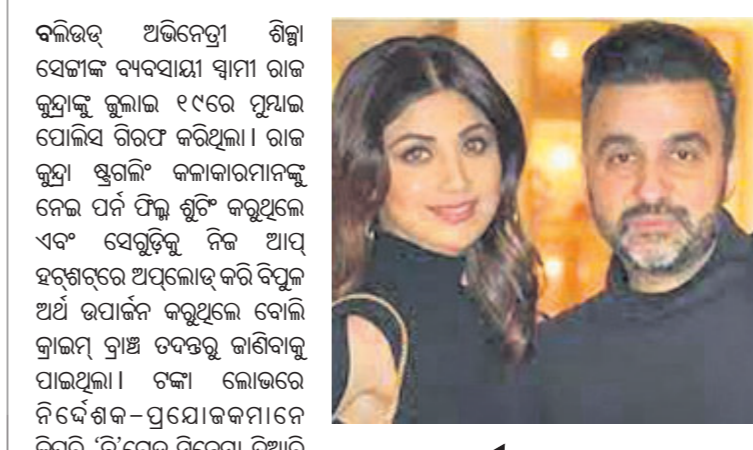 ବଲିଉଡ୍ ଅଭିନେତ୍ରୀ ଶିଳ୍ପା
ସେଟ୍ଟୀଙ୍କ ବ୍ୟବସାୟୀ ସ୍ୱାମୀ ରାଜ
କୁନ୍ଦ୍ରାଙ୍କୁ ଜୁଲାଇ ୧୯ରେ ମୁମ୍ବାଇ
ପୋଲିସ ଗିରଫ କରିଥିଲା। ରାଜ
କୁନ୍ଦ୍ରା ଷ୍ଟ୍ରଗଲିଂ କଳାକାରମାନଙ୍କୁ
ନେଇ ପର୍ନ ଫିଲ୍ମ ଶୁଟିଂ କରୁଥିଲେ
ଏବଂ ସେଗୁଡ଼ିକୁ ନିଜ ଆପ୍
ହଟ୍‌ଶଟ୍‌ରେ ଅପ୍‌ଲୋଡ୍ କରି ବିପୁଳ
ଅର୍ଥ ଉପାର୍ଜନ କରୁଥିଲେ ବୋଲି
କ୍ରାଇମ୍ ବ୍ରାଞ୍ଚ ତଦନ୍ତରୁ ଜାଣିବାକୁ
ପାଇଥିଲା। ଟଙ୍କା ଲୋଭରେ
ନିର୍ଦ୍ଦେଶକ-ପ୍ରଯୋଜକମାନେ